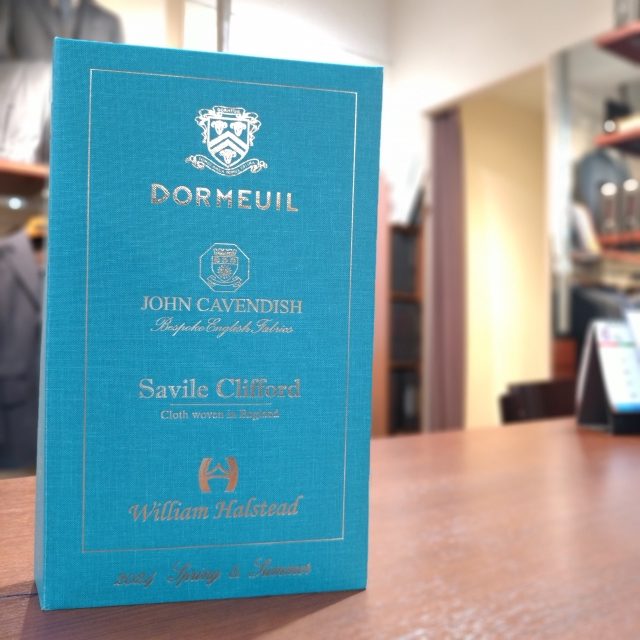 DORMEUIL
JOHN CAVENDISH
Bespoke English Fabrics
Savile Clifford
Cloth woven in England
William Halstead
2024 Spring & Summer